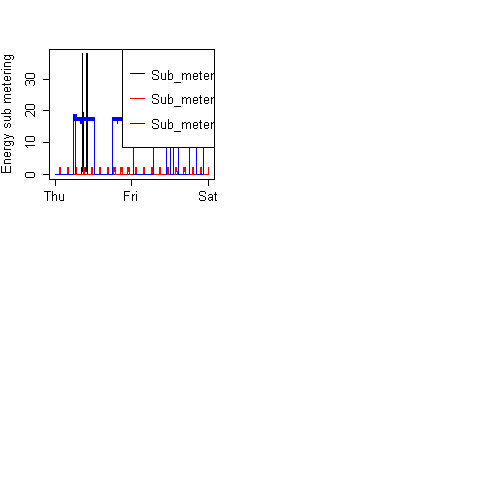 Energy sub metering
30
20
10
0
Sub_meter
Sub_meter
Sub_meter
Thu Fri Sat